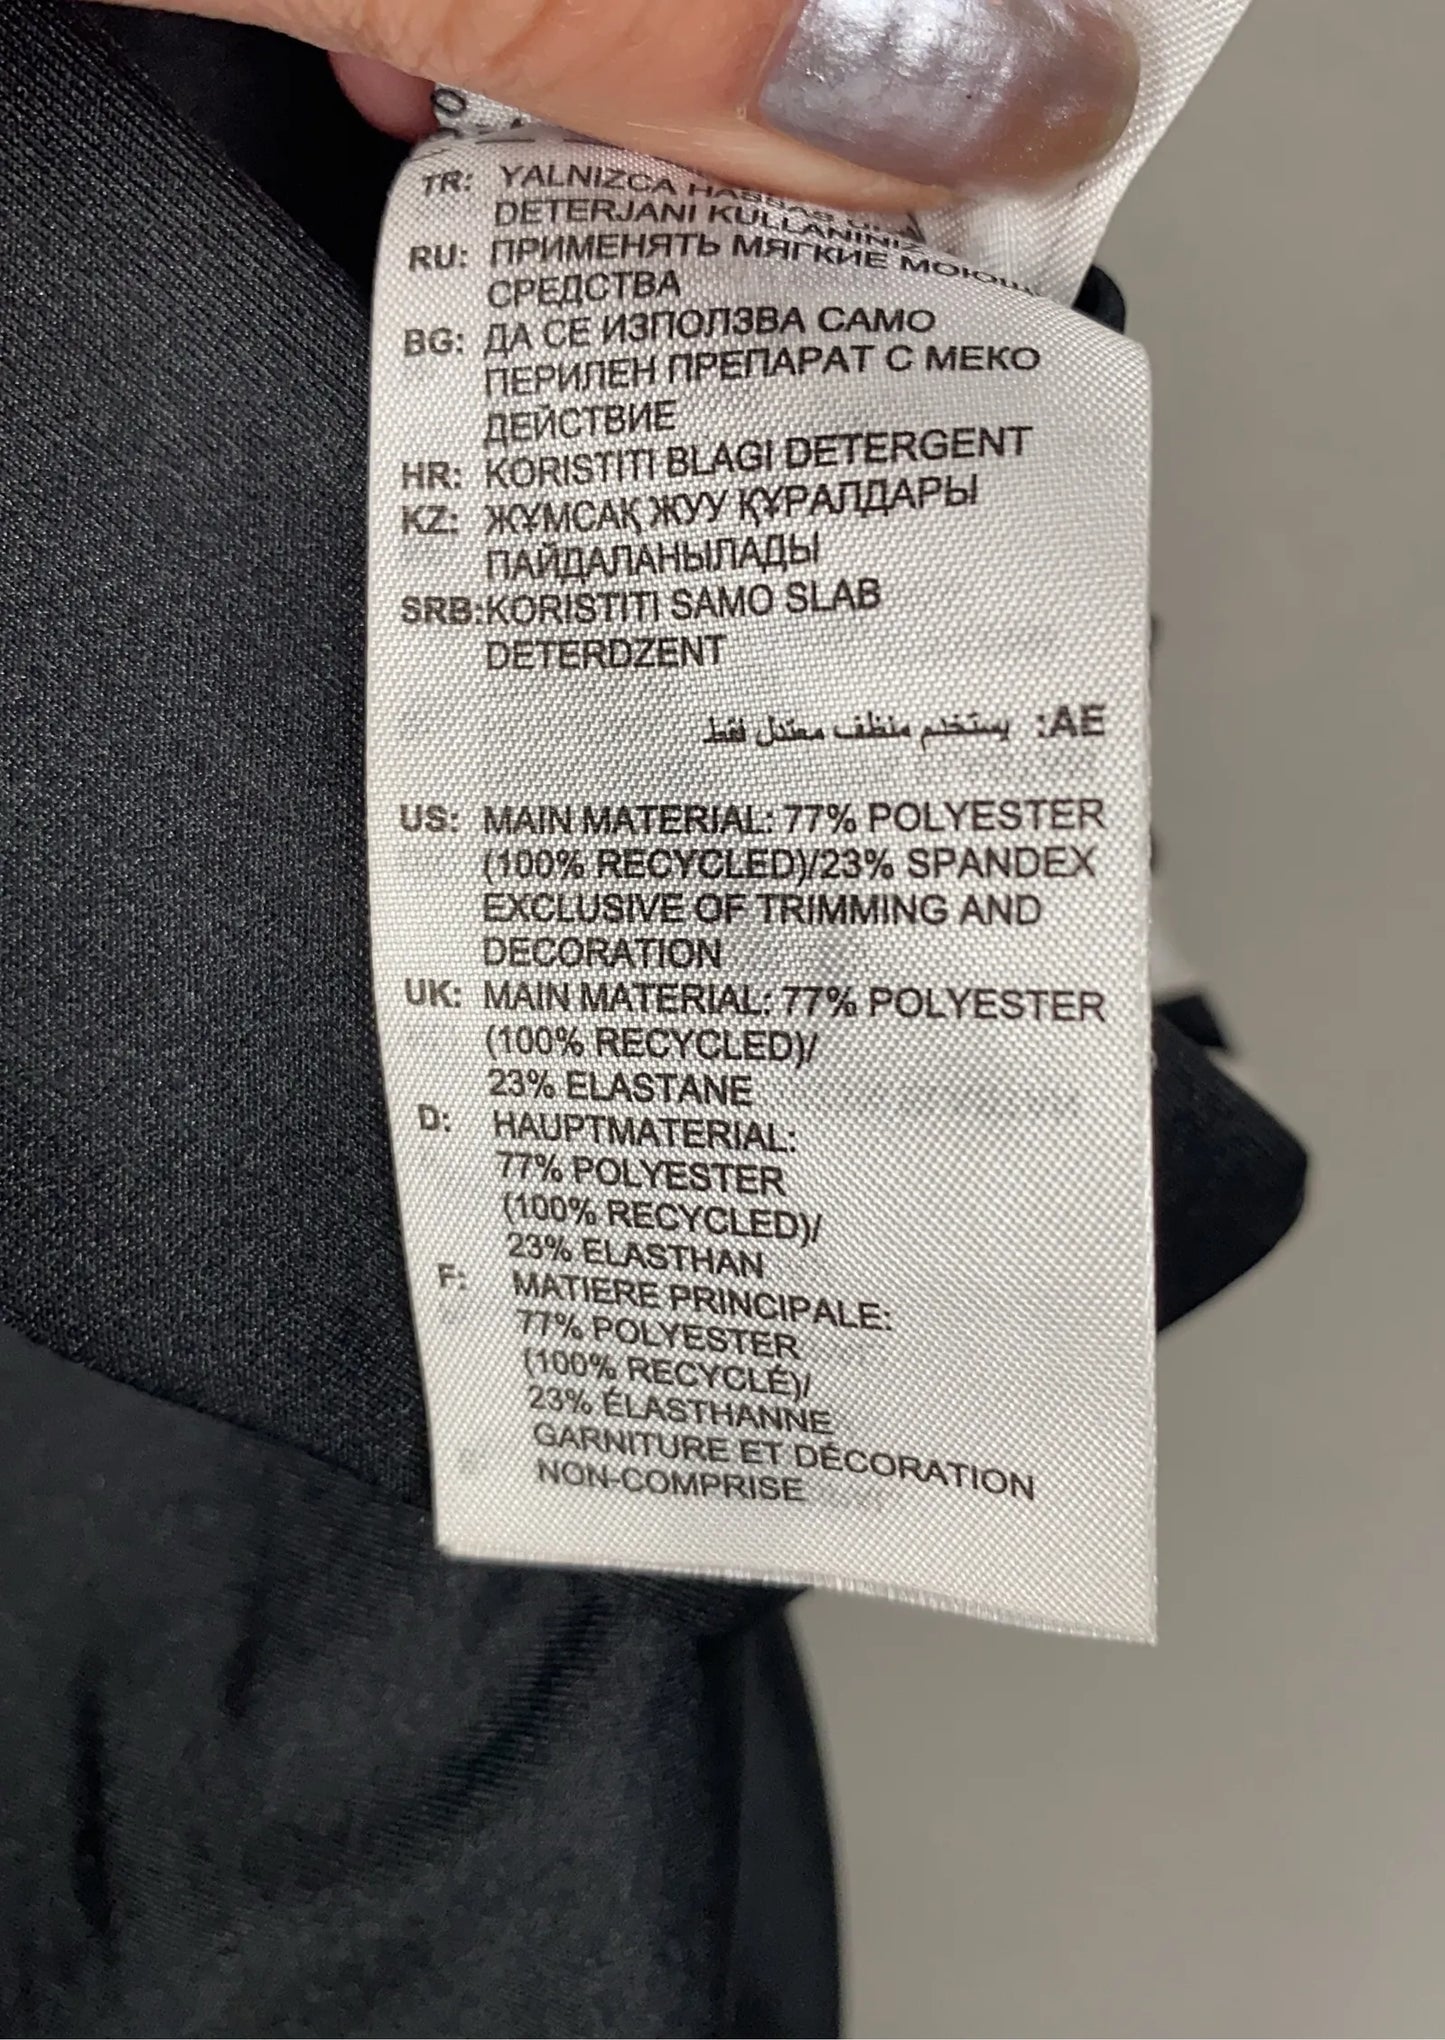 TR: YALNIZCA
DETERJANI KULLANINIZ
RU: ПРИМЕНЯТЬ МЯГКИЕ
СРЕДСТВА
BG: ДА СЕ ИЗПОЛЗВА САМО
ПЕРИЛЕН ПРЕПАРАТ С МЕКО
ДЕЙСТВИЕ
HR: KORISTITI BLAGI DETERGENT
KZ: ЖҰМСАҚ ЖУУ ҚҰРАЛДАРЫ
ПАЙДАЛАНЫЛАДЫ
SRB: KORISTITI SAMO SLAB
DETERDZENT
AE: يستخدم منظف معتدل فقط
US: MAIN MATERIAL: 77% POLYESTER
(100% RECYCLED)/23% SPANDEX
EXCLUSIVE OF TRIMMING AND
DECORATION
UK: MAIN MATERIAL: 77% POLYESTER
(100% RECYCLED)/
23% ELASTANE
D: HAUPTMATERIAL:
77% POLYESTER
(100% RECYCLED)/
23% ELASTHAN
F: MATIERE PRINCIPALE:
77% POLYESTER
(100% RECYCLÉ)/
23% ÉLASTHANNE
GARNITURE ET DÉCORATION
NON-COMPRISE